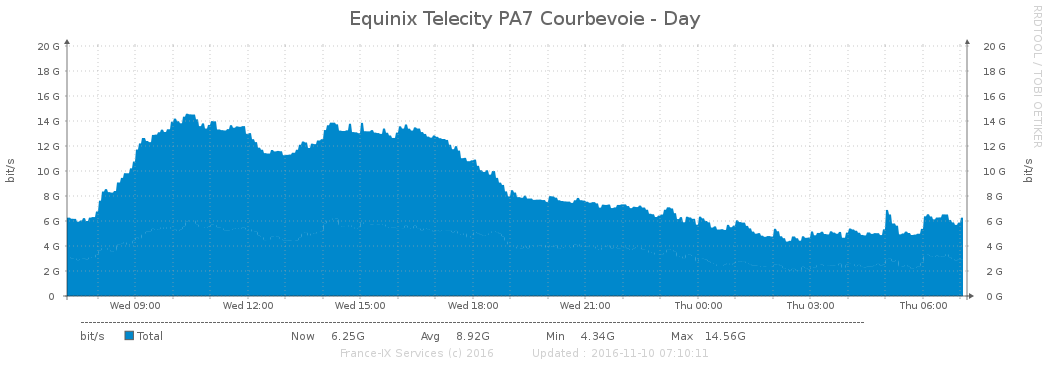 Equinix Telecity PA7 Courbevoie - Day
RRDTOOL / TOBI OETIKER
bit/s
bit/s
20 G 20 G
18 G 18 G
16 G 16 G
14 G 14 G
12 G 12 G
10 G 10 G
8 G 8 G
6 G 6 G
4 G 4 G
2 G 2 G
0 0 G
Wed 09:00 Wed 12:00 Wed 15:00 Wed 18:00 Wed 21:00 Thu 00:00 Thu 03:00 Thu 06:00
bit/s Total Now 6.25G Avg 8.92G Min 4.34G Max 14.56G
France-IX Services (c) 2016 Updated : 2016-11-10 07:10:11